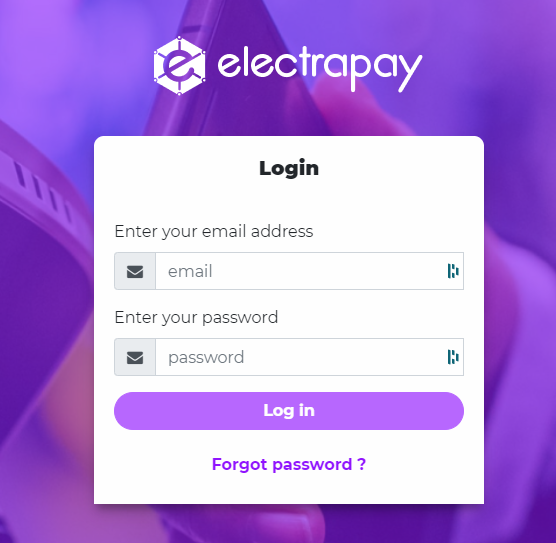 electrapay
Login
Enter your email address
email
Enter your password
password
Log in
Forgot password ?